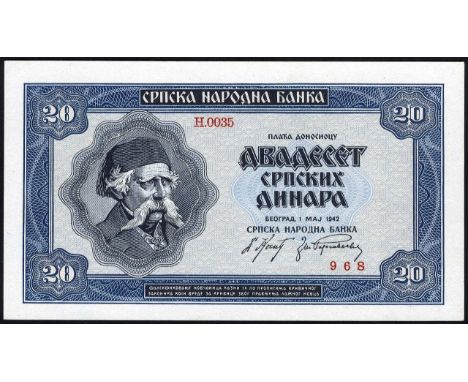 20 СРПСКА НАРОДНА БАНКА 20
Н.0035
ПЛАЋА ДОНОСИОЦУ
ДВАДЕСЕТ
СРПСКИХ
ДИНАРА
БЕОГРАД, 1 МАЈ 1942
СРПСКА НАРОДНА БАНКА
968
20 20